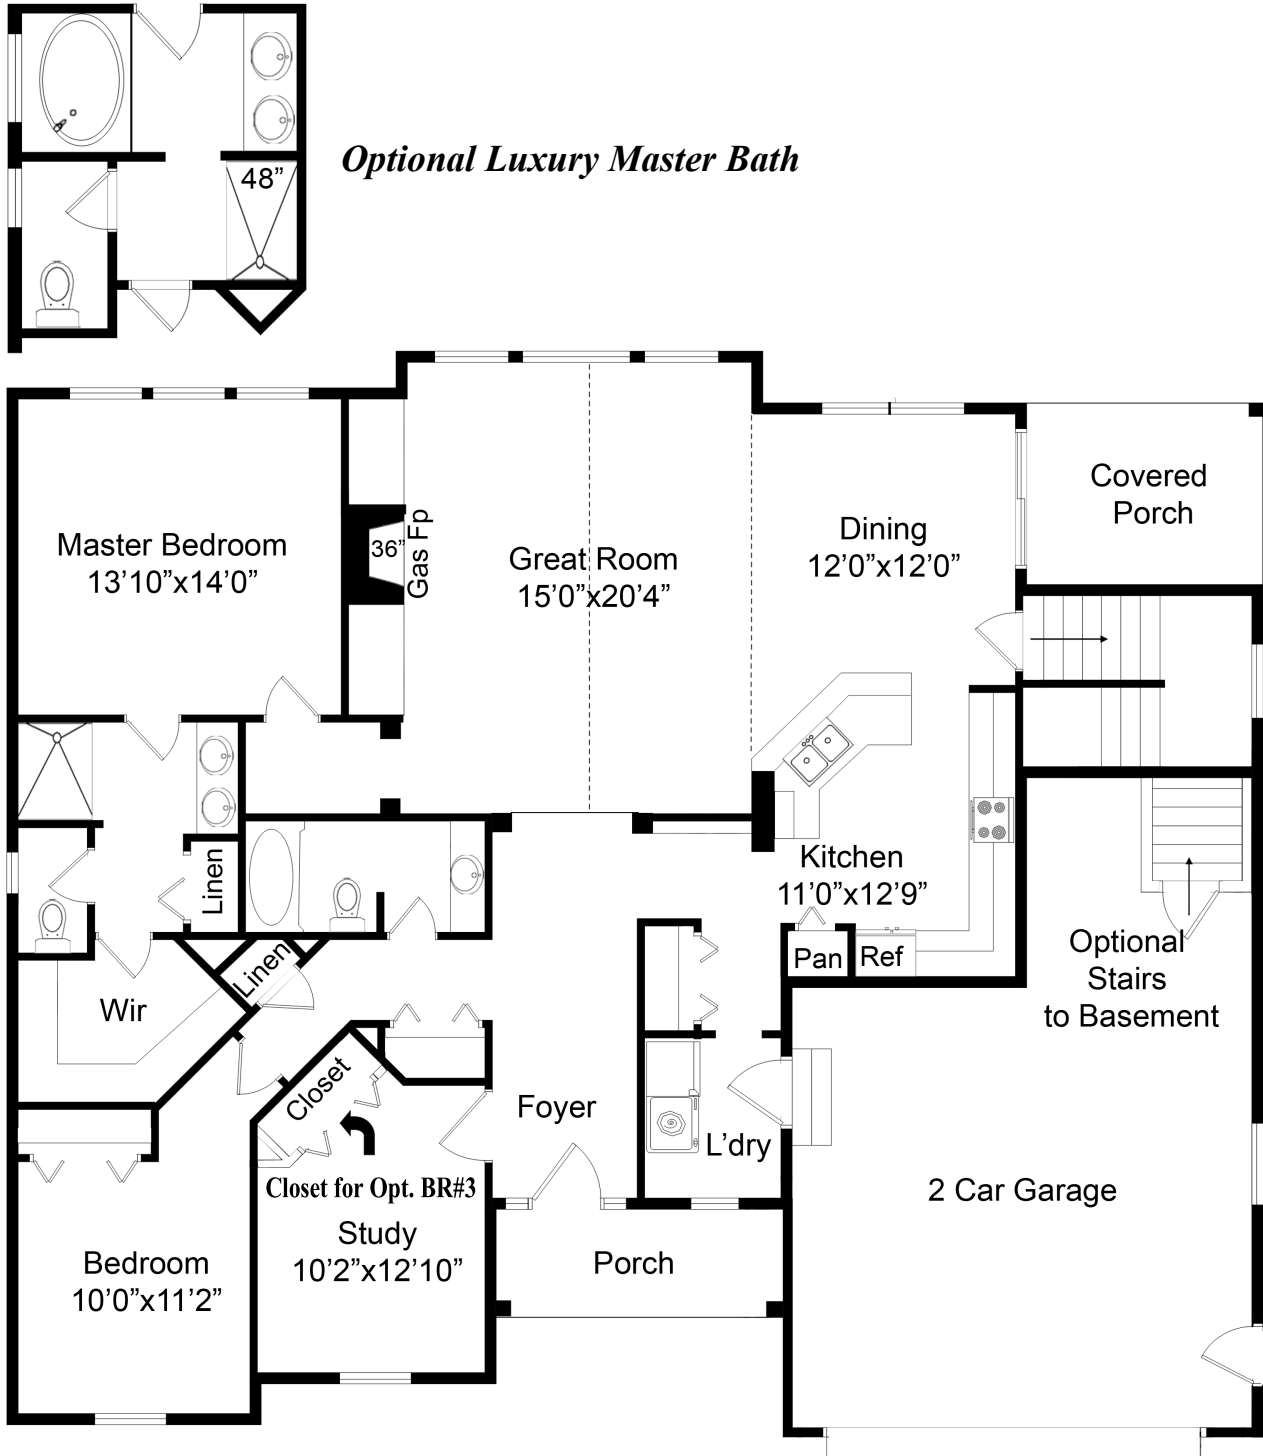 48”
Optional Luxury Master Bath
Covered
Porch
Master Bedroom
13’10”x14’0”
36”
Gas Fp
Great Room
15’0”x20’4”
Dining
12’0”x12’0”
Linen
Kitchen
11’0”x12’9”
Pan
Ref
Optional
Stairs
to Basement
Wir
Linen
Closet
Foyer
L’dry
2 Car Garage
Closet for Opt. BR#3
Study
10’2”x12’10”
Bedroom
10’0”x11’2”
Porch